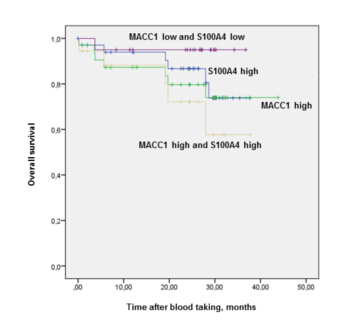 1,0
0,8
0,6
0,4
0,2
0,0
Overall survival
MACC1 low and S100A4 low
S100A4 high
MACC1 high
MACC1 high and S100A4 high
,00 10,00 20,00 30,00 40,00 50,00
Time after blood taking, months